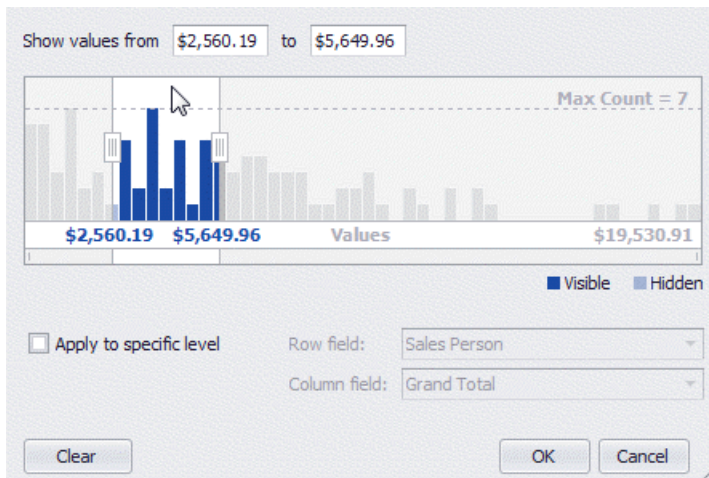 Show values from $2,560.19 to $5,649.96
Max Count = 7
$2,560.19 $5,649.96 Values $19,530.91
Visible Hidden
Apply to specific level Row field: Sales Person
Column field: Grand Total
Clear OK Cancel